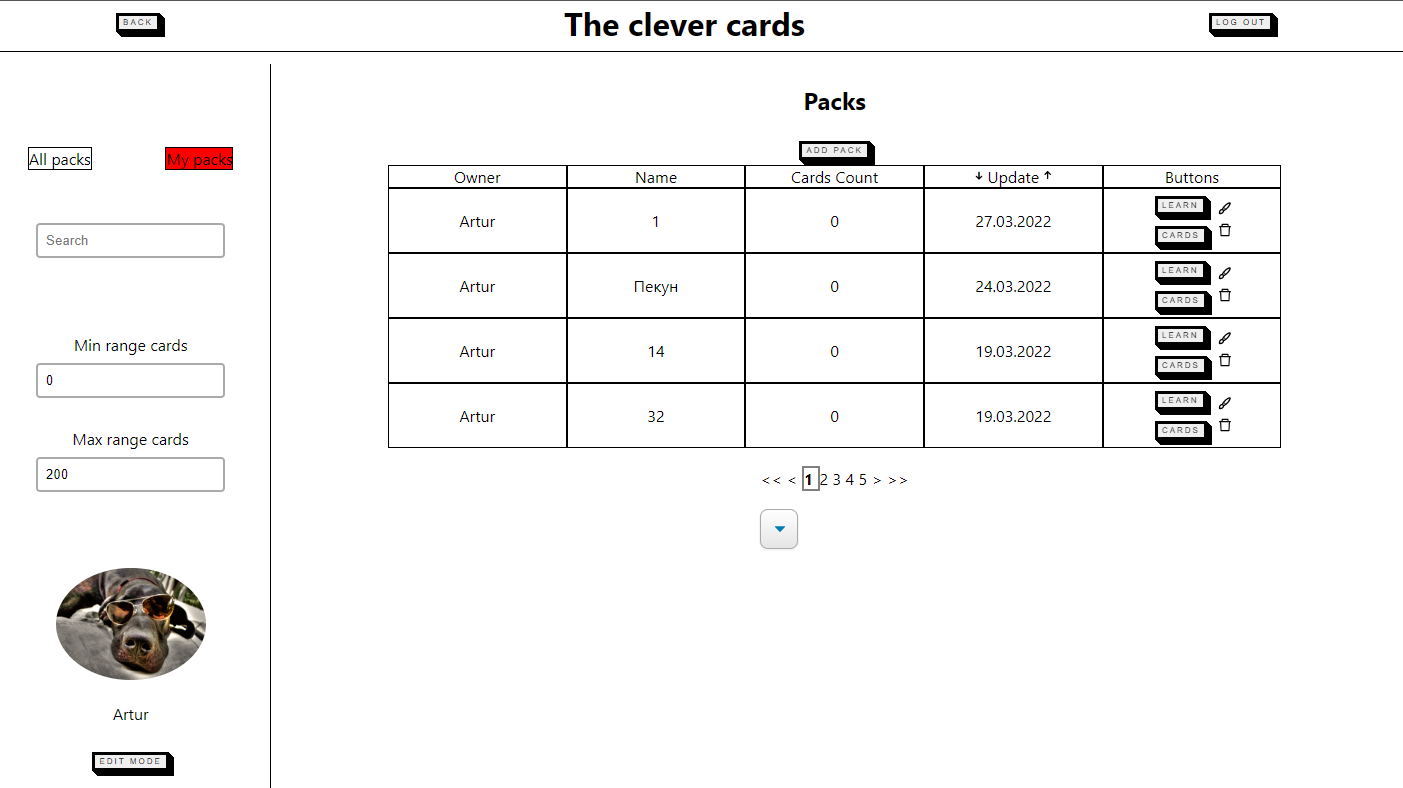 BACK
The clever cards
LOG OUT
All packs
My packs
Search
Min range cards
0
Max range cards
200
Artur
EDIT MODE
Packs
ADD PACK
Owner Name Cards Count Update Buttons
Artur 1 0 27.03.2022 LEARN
CARDS
Artur Пекун 0 24.03.2022 LEARN
CARDS
Artur 14 0 19.03.2022 LEARN
CARDS
Artur 32 0 19.03.2022 LEARN
CARDS
<< < 1 2 3 4 5 > >>